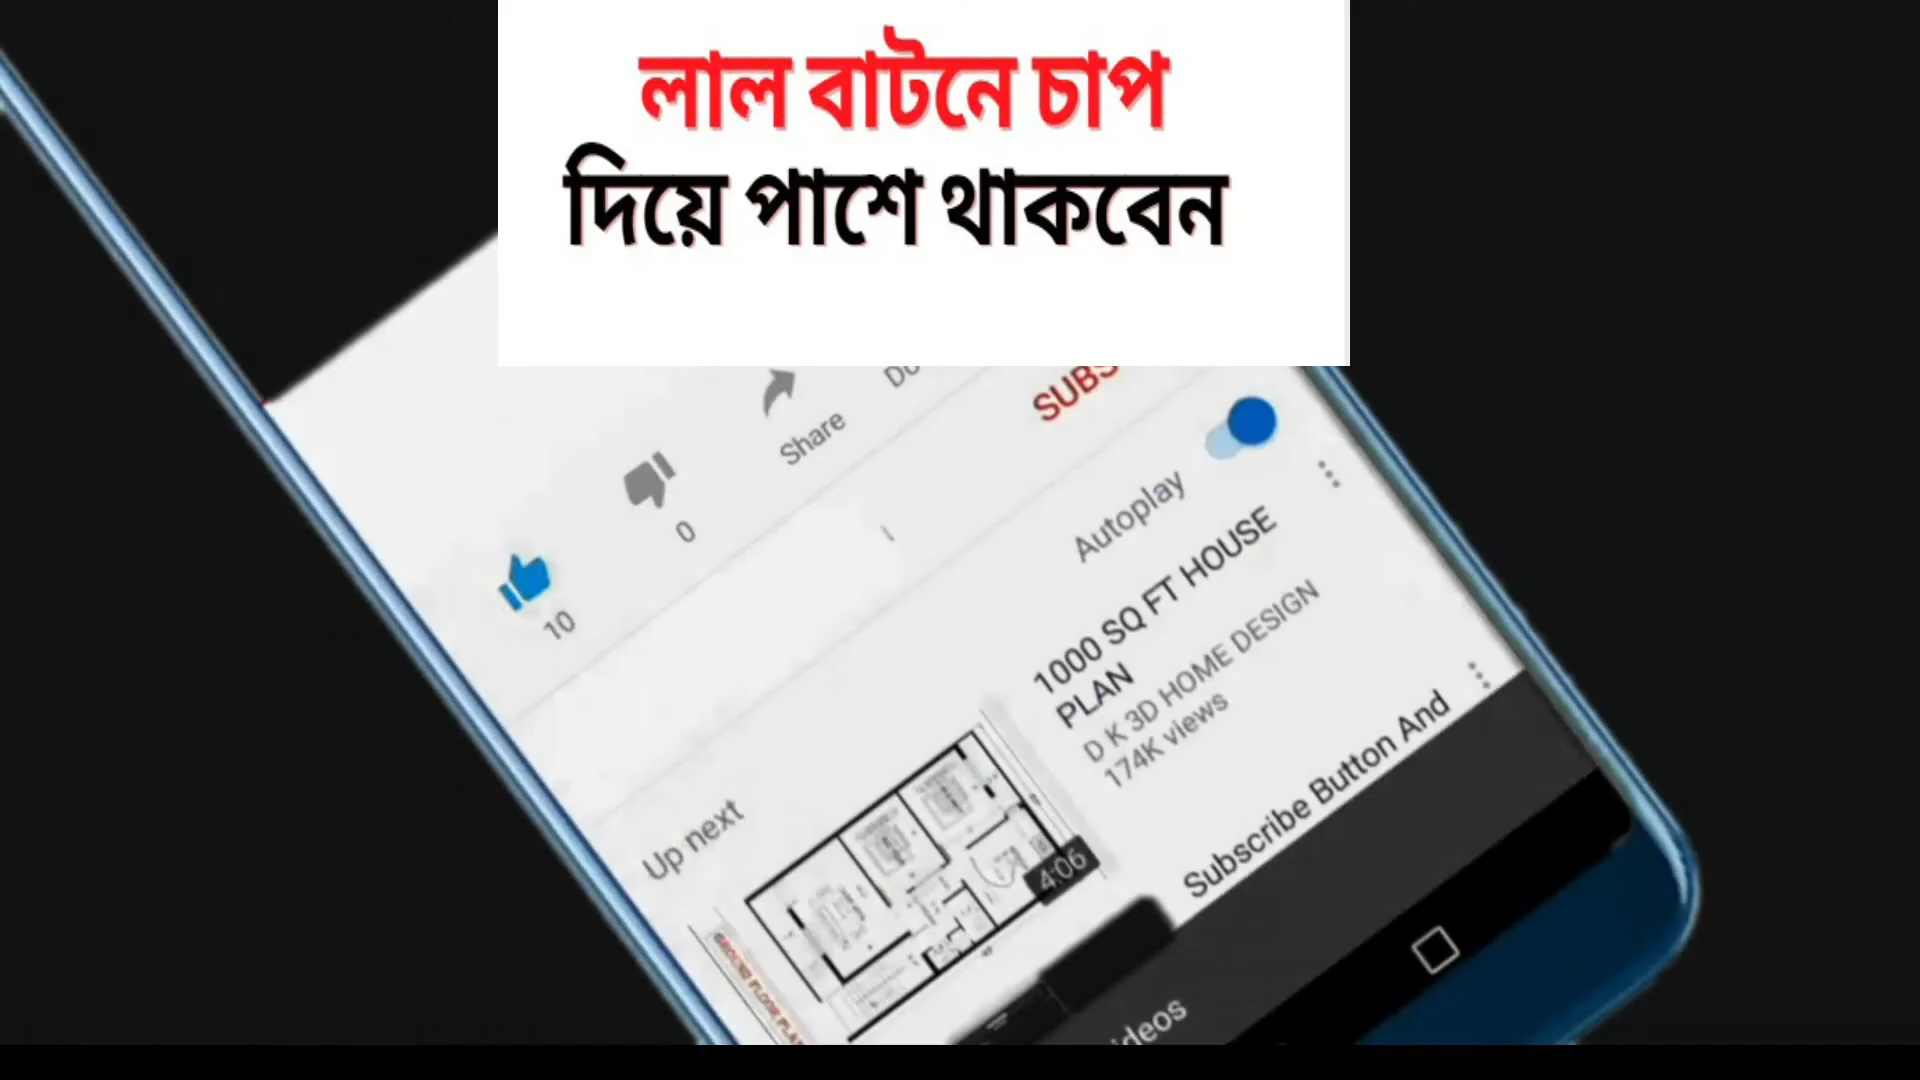 লাল বাটনে চাপ
দিয়ে পাশে থাকবেন
Share
SUBS
0
10
Autoplay
Up next
1000 SQ FT HOUSE
PLAN
D K 3D HOME DESIGN
174K views
4:06
Subscribe Button And